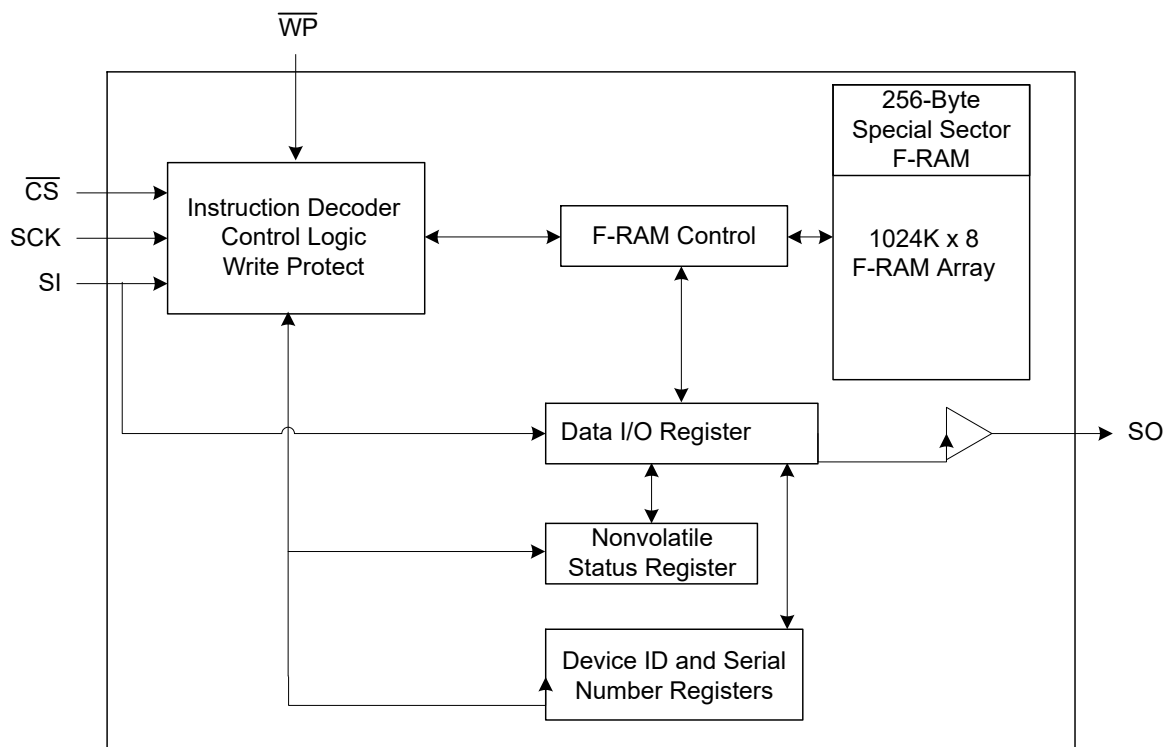 WP
256-Byte
Special Sector
F-RAM
CS
SCK
SI
Instruction Decoder
Control Logic
Write Protect
F-RAM Control
1024K x 8
F-RAM Array
Data I/O Register
SO
Nonvolatile
Status Register
Device ID and Serial
Number Registers